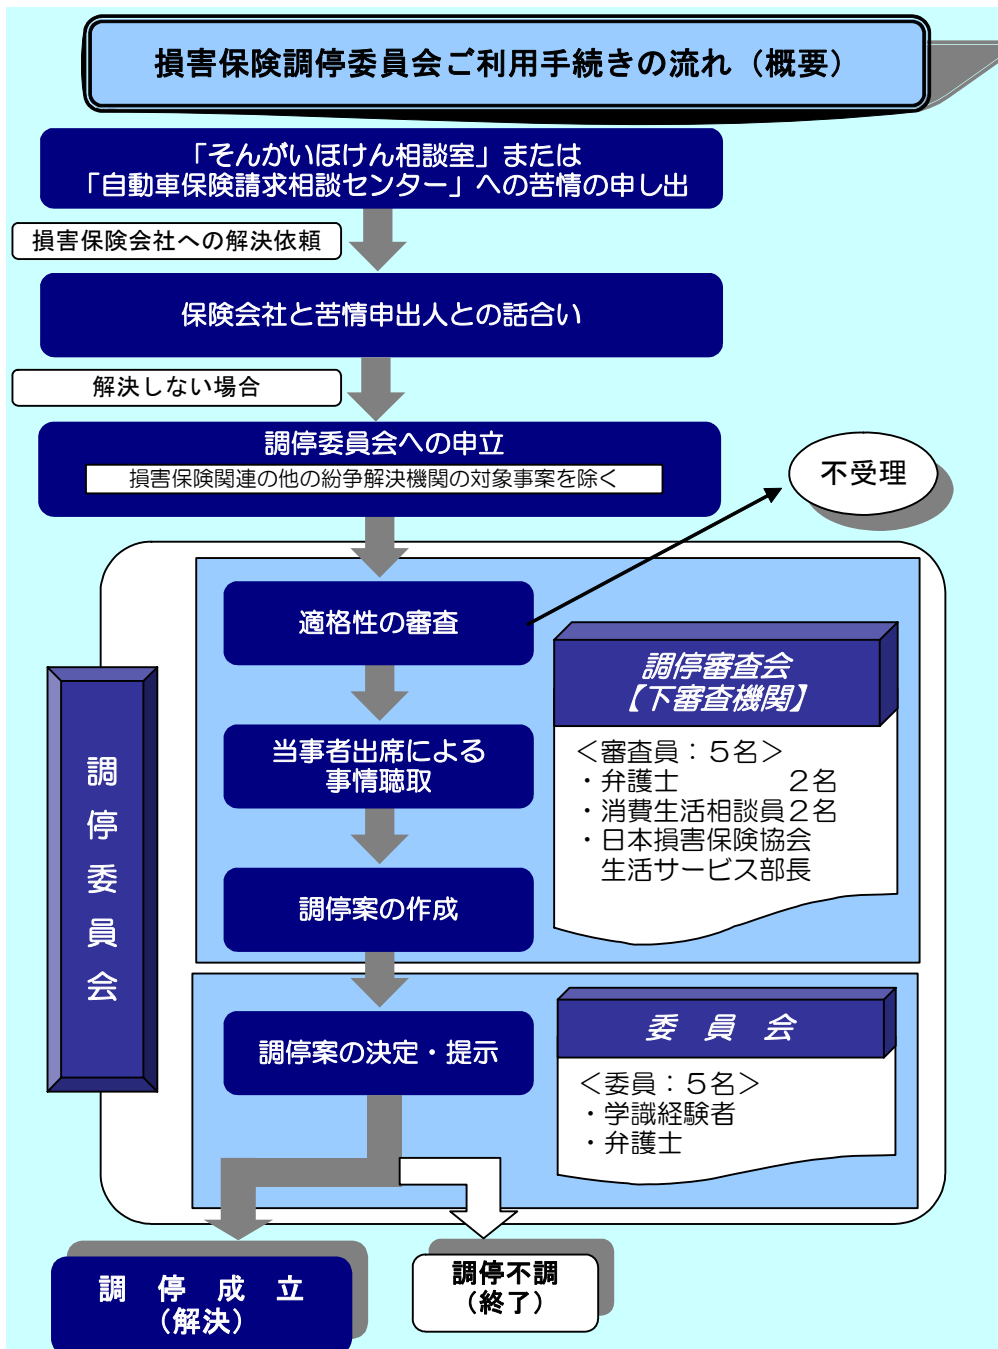 損害保険調停委員会ご利用手続きの流れ（概要）
「そんがいほけん相談室」または
「自動車保険請求相談センター」への苦情の申し出
損害保険会社への解決依頼
保険会社と苦情申出人との話合い
解決しない場合
調停委員会への申立
損害保険関連の他の紛争解決機関の対象事案を除く
不受理
適格性の審査
調停審査会
【下審査機関】
＜審査員：５名＞
・弁護士　　　　２名
・消費生活相談員２名
・日本損害保険協会
生活サービス部長
当事者出席による
事情聴取
調停案の作成
調停委員会
調停案の決定・提示
委　員　会
＜委員：５名＞
・学識経験者
・弁護士
調　停　成　立
（解決）
調停不調
（終了）